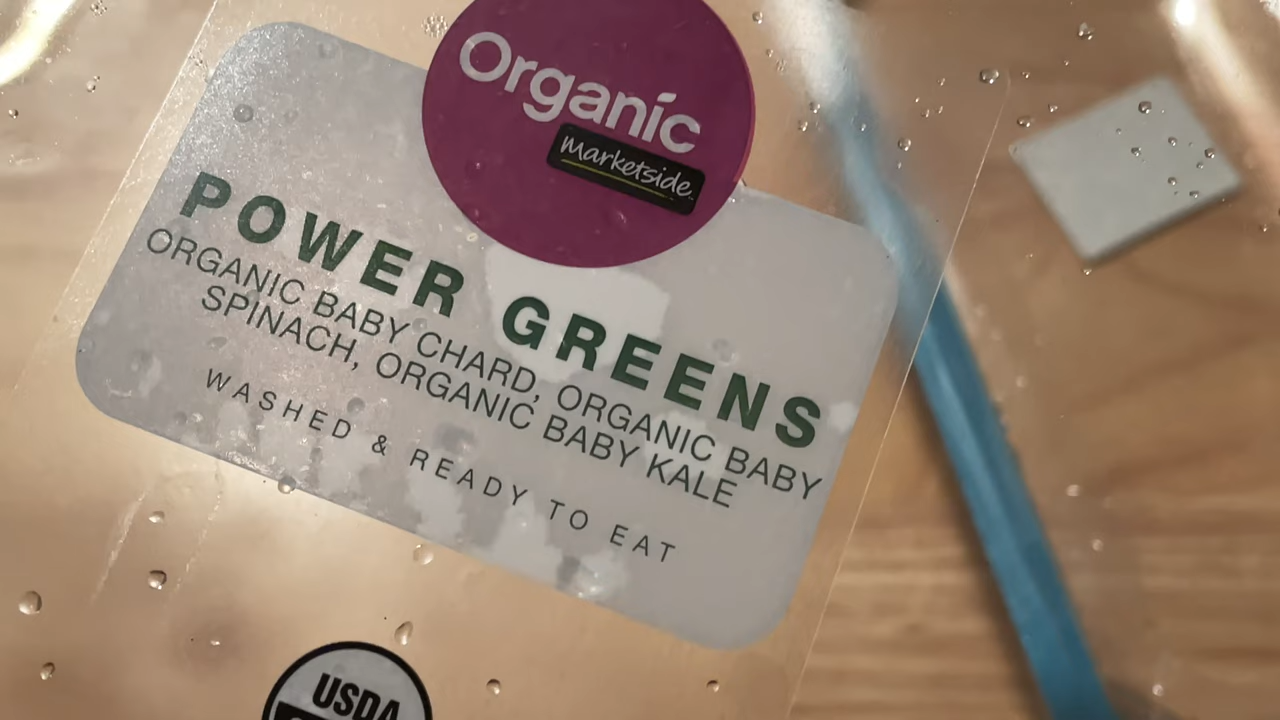 Organic
Marketside.
POWER GREENS
ORGANIC BABY CHARD, ORGANIC BABY
SPINACH, ORGANIC BABY KALE
WASHED & READY TO EAT
USDA